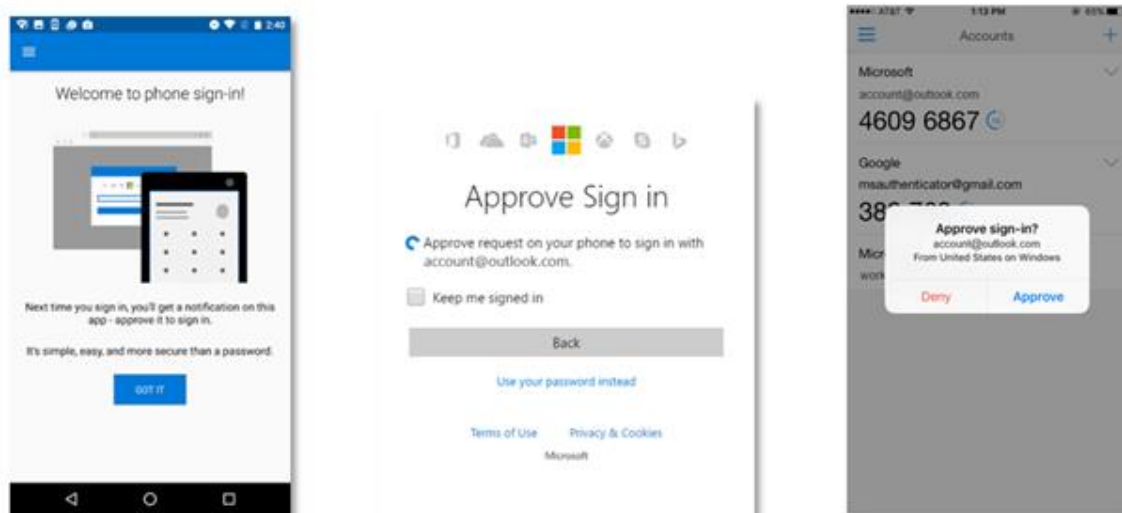 2:40
Welcome to phone sign-in!
Next time you sign in, you'll get a notification on this
app - approve it to sign in.
It's simple, easy, and more secure than a password.
GOT IT
Approve Sign in
Approve request on your phone to sign in with
account@outlook.com.
Keep me signed in
Back
Use your password instead
Terms of Use Privacy & Cookies
Microsoft
AT&T 1:13 PM 65%
Accounts
Microsoft
account@outlook.com
4609 6867
Google
msauthenticator@gmail.com
Approve sign-in?
account@outlook.com
From United States on Windows
Deny Approve